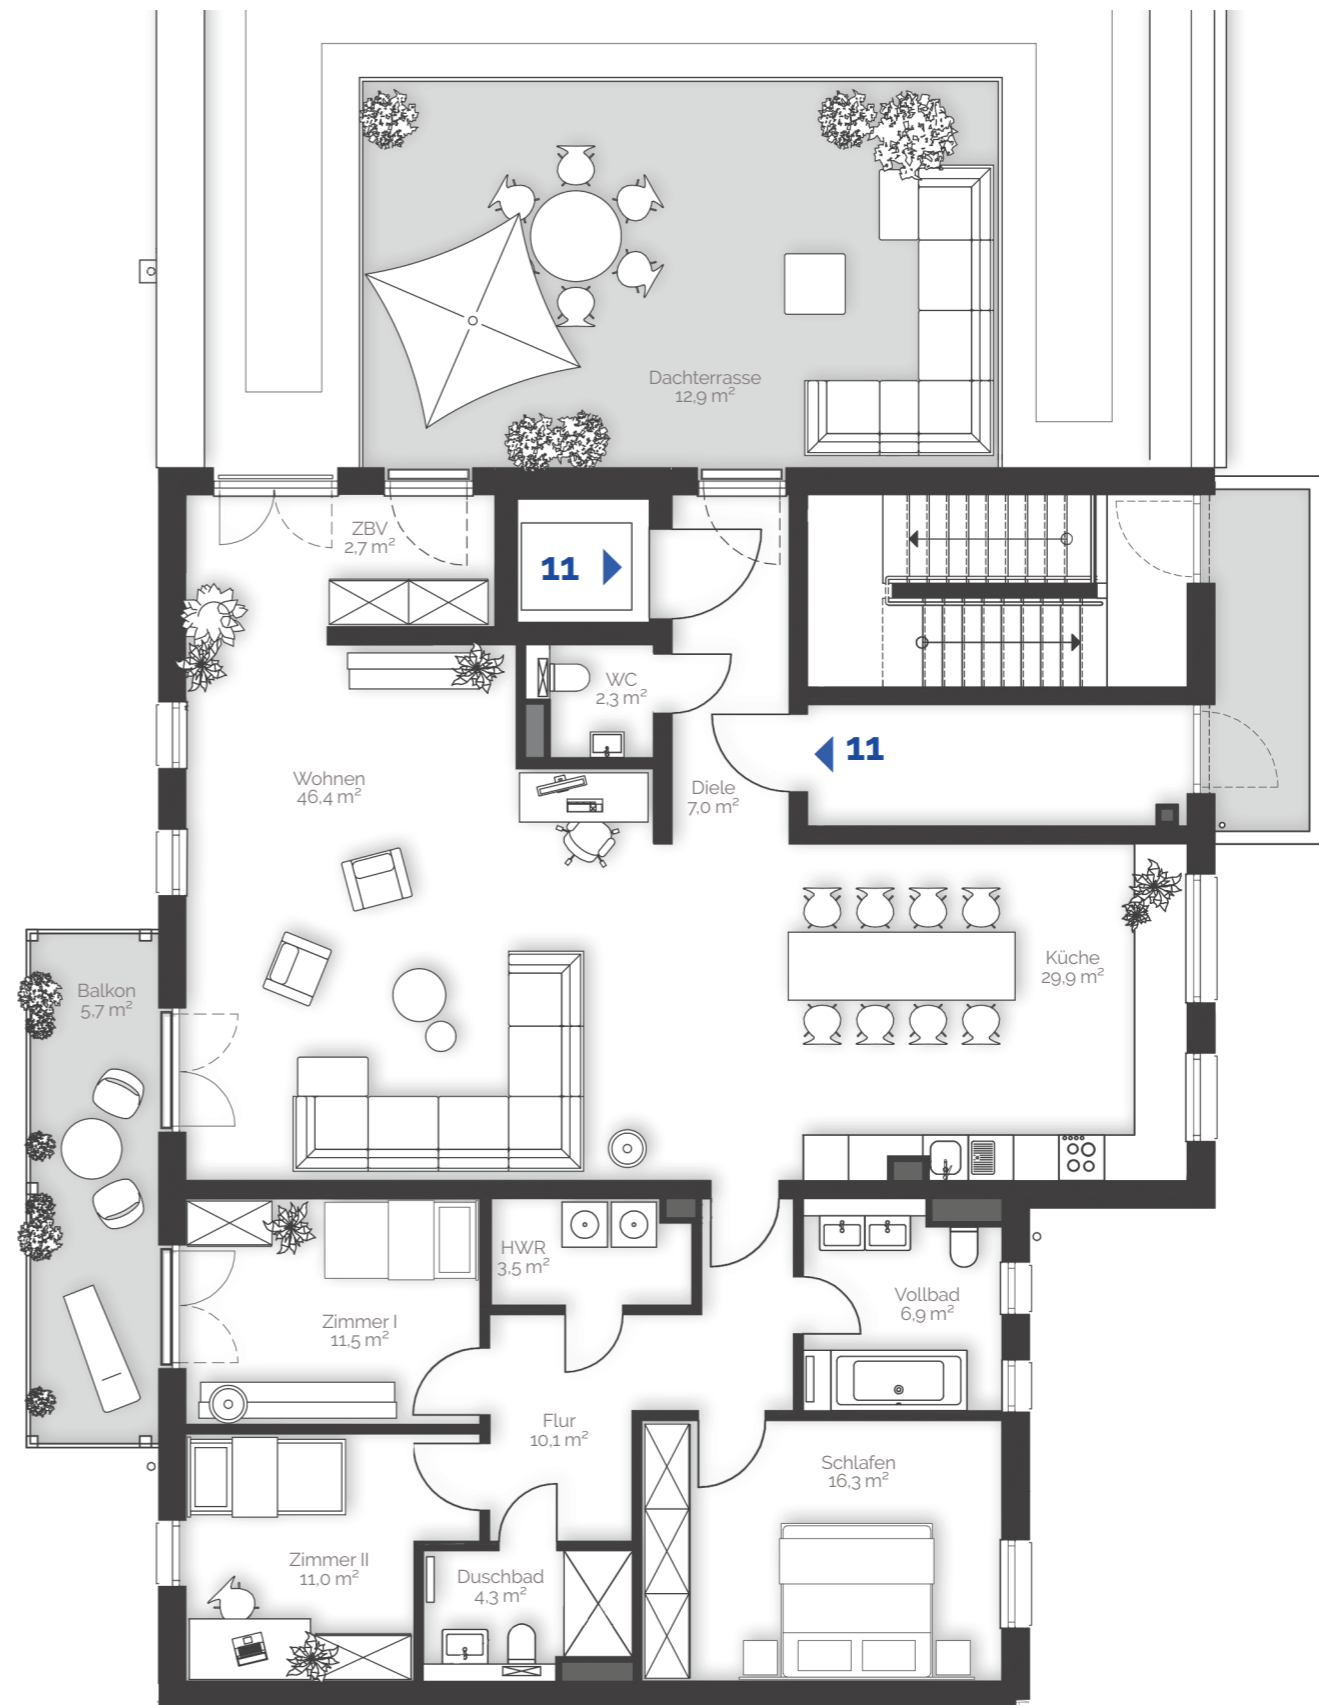 Dachterrasse
12,9 m²
ZBV
2,7 m²
11
WC
2,3 m²
11
Wohnen
46,4 m²
Diele
7,0 m²
Küche
29,9 m²
Balkon
5,7 m²
HWR
3,5 m²
Vollbad
6,9 m²
Zimmer I
11,5 m²
Flur
10,1 m²
Schlafen
16,3 m²
Zimmer II
11,0 m²
Duschbad
4,3 m²